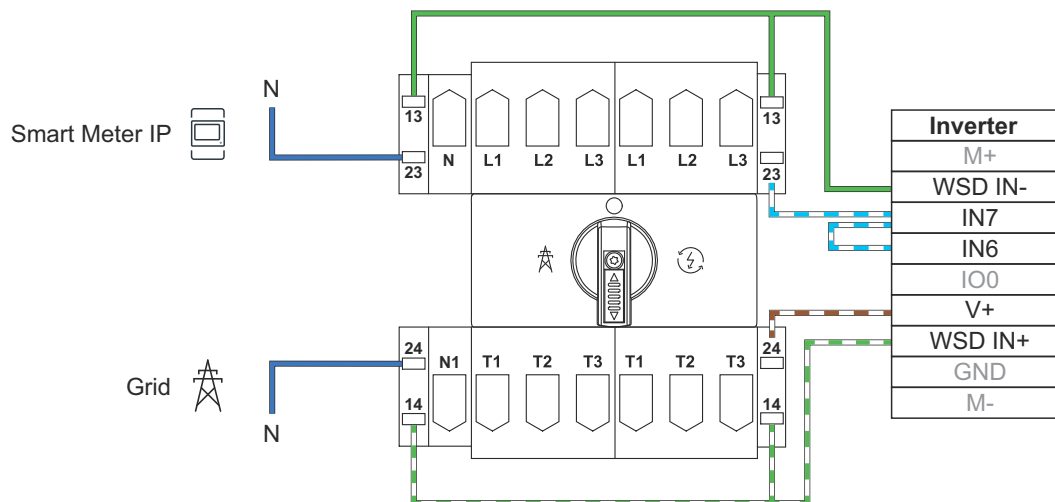 N
Smart Meter IP
13
23
N
L1
L2
L3
L1
L2
L3
13
23
Inverter
M+
WSD IN-
IN7
IN6
IO0
V+
WSD IN+
GND
M-
Grid
N
24
14
N1
T1
T2
T3
T1
T2
T3
24
14